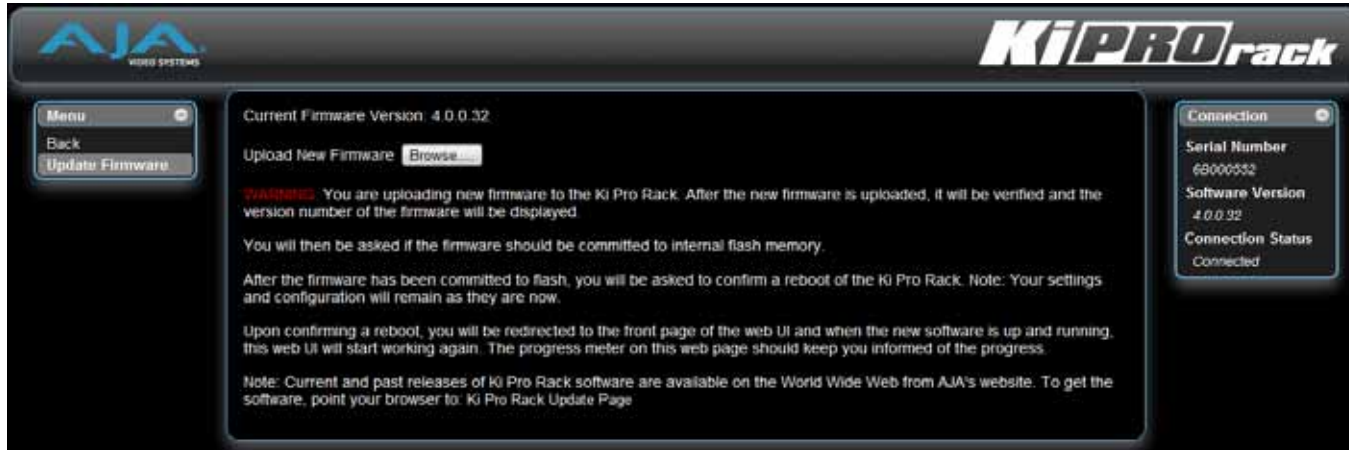 AJA
VIDEO SYSTEMS
KiPROrack
Menu
Back
Update Firmware
Current Firmware Version: 4.0.0.32
Upload New Firmware Browse....
WARNING: You are uploading new firmware to the Ki Pro Rack. After the new firmware is uploaded, it will be verified and the
version number of the firmware will be displayed.
You will then be asked if the firmware should be committed to internal flash memory.
After the firmware has been committed to flash, you will be asked to confirm a reboot of the Ki Pro Rack. Note: Your settings
and configuration will remain as they are now.
Upon confirming a reboot, you will be redirected to the front page of the web UI and when the new software is up and running,
this web UI will start working again. The progress meter on this web page should keep you informed of the progress.
Note: Current and past releases of Ki Pro Rack software are available on the World Wide Web from AJA's website. To get the
software, point your browser to: Ki Pro Rack Update Page
Connection
Serial Number
6B000552
Software Version
4.0.0.32
Connection Status
Connected